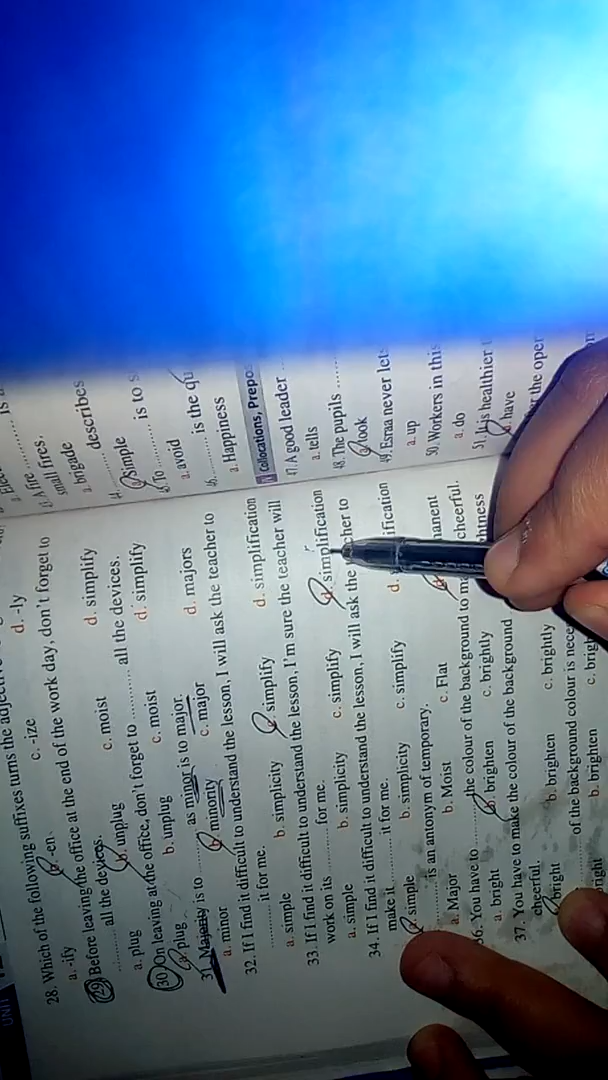 UNIT
28. Which of the following suffixes turns the
a. -ify b. -en c. -ize d. -ly
29. Before leaving the office at the end of the work day, don't forget to
............ all the devices.
a. plug b. unplug c. moist d. simplify
30. On leaving at the office, don't forget to ............ all the devices.
a. plug b. unplug c. moist d. simplify
31. Majority is to ............ as minor is to major.
a. minor b. minority c. major d. majors
32. If I find it difficult to understand the lesson, I will ask the teacher to
............ it for me.
a. simple b. simplicity c. simplify d. simplification
33. If I find it difficult to understand the lesson, I'm sure the teacher will
work on its ............ for me.
a. simple b. simplicity c. simplify d. simplification
34. If I find it difficult to understand the lesson, I will ask the to
make it ............ it for me.
a. simple b. simplicity c. simplify d.
............ is an antonym of temporary.
a. Major b. Moist c. Flat
36. You have to ............ the colour of the background to cheerful.
a. bright b. brighten c. brightly
37. You have to make the colour of the background
cheerful.
bright b. brighten c. brightly
............ of the background colour is
b. brighten c.
A fire ............ is
small fires.
a. brigade
............ describes
Simple
To ............ is to
a. avoid
............ is the
a. Happiness
Collocations,
47. A good leader
a. tells
48. The pupils ............
look
49. Esraa never let
a. up
50. Workers in this
a. do
51. It is healthier
have
the